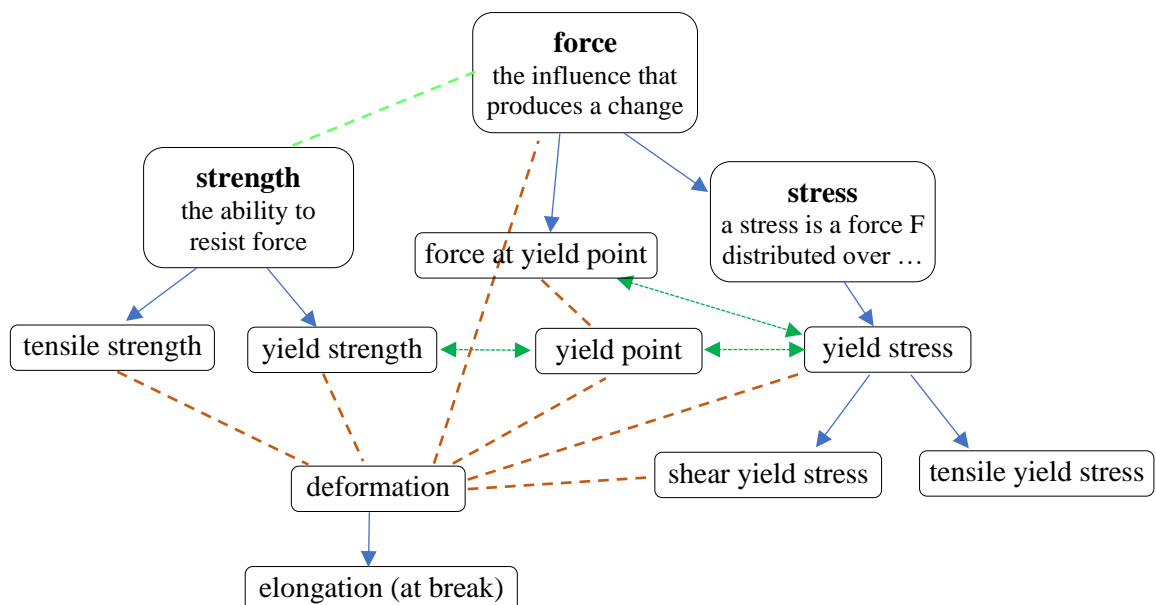 force
the influence that
produces a change
strength
the ability to
resist force
stress
a stress is a force F
distributed over …
force at yield point
tensile strength
yield strength
yield point
yield stress
deformation
shear yield stress
tensile yield stress
elongation (at break)